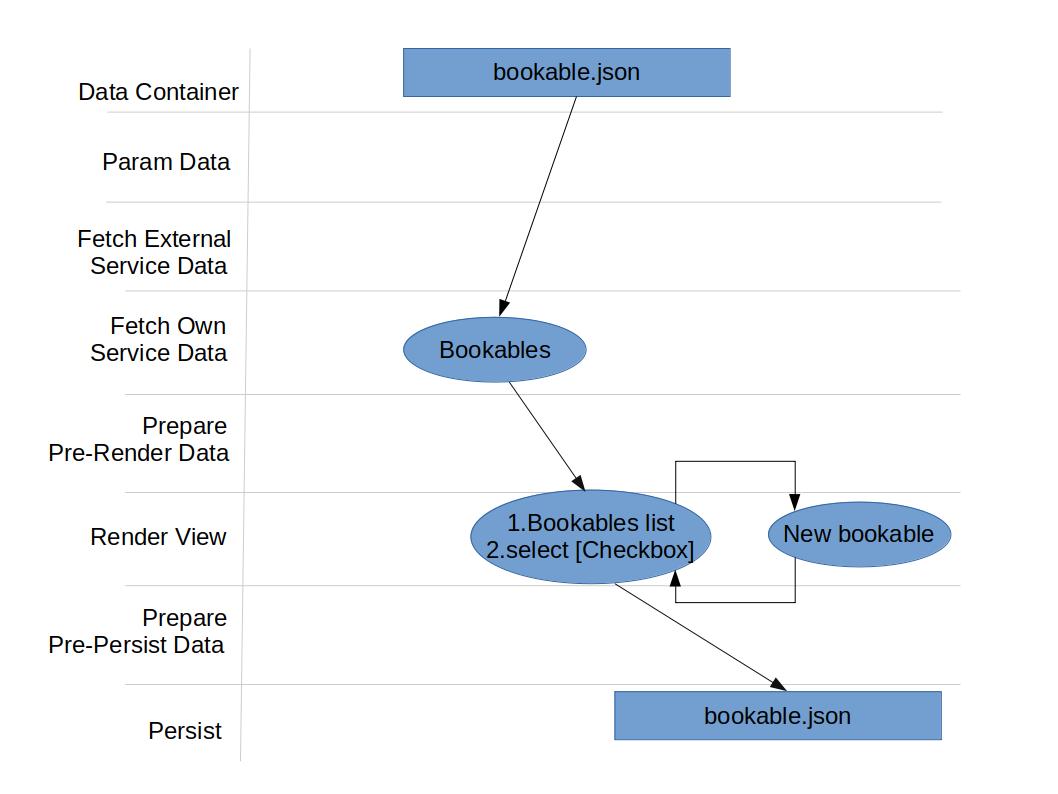 bookable.json
Data Container
Param Data
Fetch External
Service Data
Fetch Own
Service Data
Bookables
Prepare
Pre-Render Data
Render View
1.Bookables list
2.select [Checkbox]
New bookable
Prepare
Pre-Persist Data
Persist
bookable.json